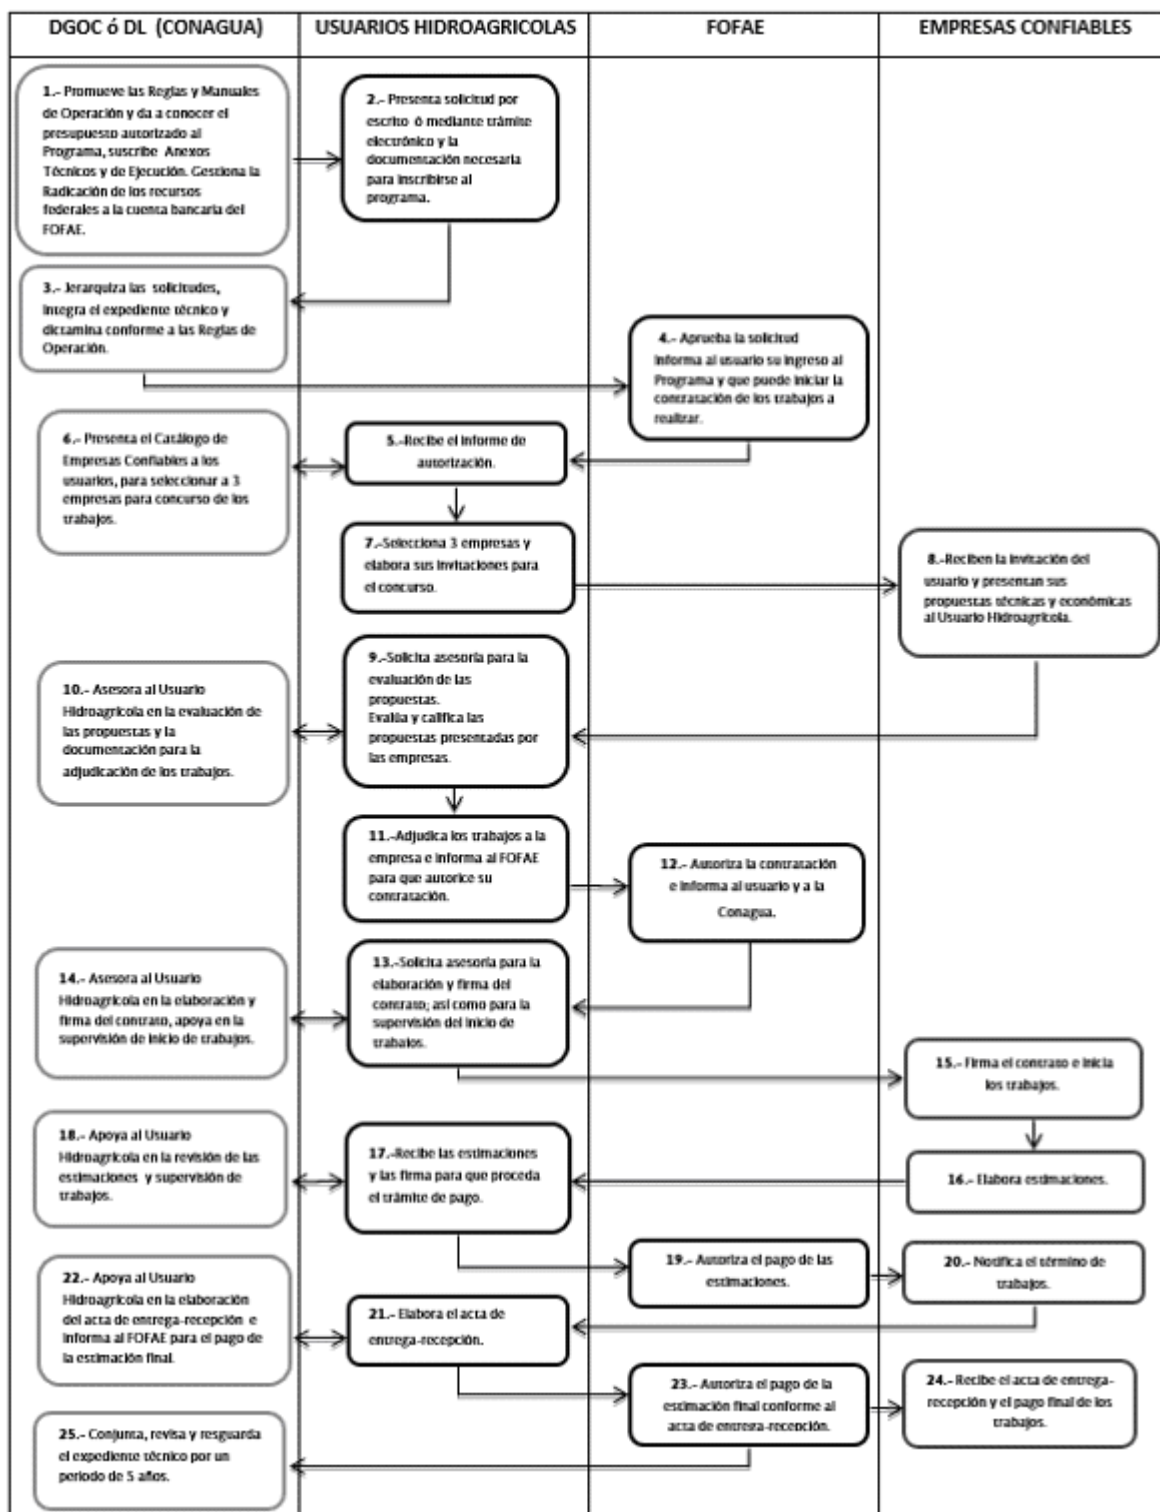 DGOC ó DL (CONAGUA)
USUARIOS HIDROAGRICOLAS
FOFAE
EMPRESAS CONFIABLES
1.- Promueve las Reglas y Manuales
de Operación y da a conocer el
presupuesto autorizado al
Programa, suscribe Anexos
Técnicos y de Ejecución. Gestiona la
Radicación de los recursos
federales a la cuenta bancaria del
FOFAE.
2.- Presenta solicitud por
escrito ó mediante trámite
electrónico y la
documentación necesaria
para inscribirse al
programa.
3.- Jerarquiza las solicitudes,
integra el expediente técnico y
dictamina conforme a las Reglas de
Operación.
4.- Aprueba la solicitud
Informa al usuario su ingreso al
Programa y que puede iniciar la
contratación de los trabajos a
realizar.
5.-Recibe el informe de
autorización.
6.- Presenta el Catálogo de
Empresas Confiables a los
usuarios, para seleccionar a 3
empresas para concurso de los
trabajos.
7.-Selecciona 3 empresas y
elabora sus invitaciones para
el concurso.
8.-Reciben la invitación del
usuario y presentan sus
propuestas técnicas y económicas
al Usuario Hidroagrícola.
9.-Solicita asesoría para la
evaluación de las
propuestas.
Evalúa y califica las
propuestas presentadas por
las empresas.
10.- Asesora al Usuario
Hidroagrícola en la evaluación de
las propuestas y la
documentación para la
adjudicación de los trabajos.
11.-Adjudica los trabajos a la
empresa e informa al FOFAE
para que autorice su
contratación.
12.- Autoriza la contratación
e informa al usuario y a la
Conagua.
13.-Solicita asesoría para la
elaboración y firma del
contrato; así como para la
supervisión del inicio de
trabajos.
14.- Asesora al Usuario
Hidroagrícola en la elaboración y
firma del contrato, apoya en la
supervisión de inicio de trabajos.
15.- Firma el contrato e inicia
los trabajos.
16.- Elabora estimaciones.
17.-Recibe las estimaciones
y las firma para que proceda
el trámite de pago.
18.- Apoya al Usuario
Hidroagrícola en la revisión de las
estimaciones y supervisión de
trabajos.
19.- Autoriza el pago de las
estimaciones.
20.- Notifica el término de
trabajos.
21.- Elabora el acta de
entrega-recepción.
22.- Apoya al Usuario
Hidroagrícola en la elaboración
del acta de entrega-recepción e
informa al FOFAE para el pago de
la estimación final.
23.- Autoriza el pago de la
estimación final conforme al
acta de entrega-recepción.
24.- Recibe el acta de entrega-
recepción y el pago final de los
trabajos.
25.- Conjunta, revisa y resguarda
el expediente técnico por un
periodo de 5 años.